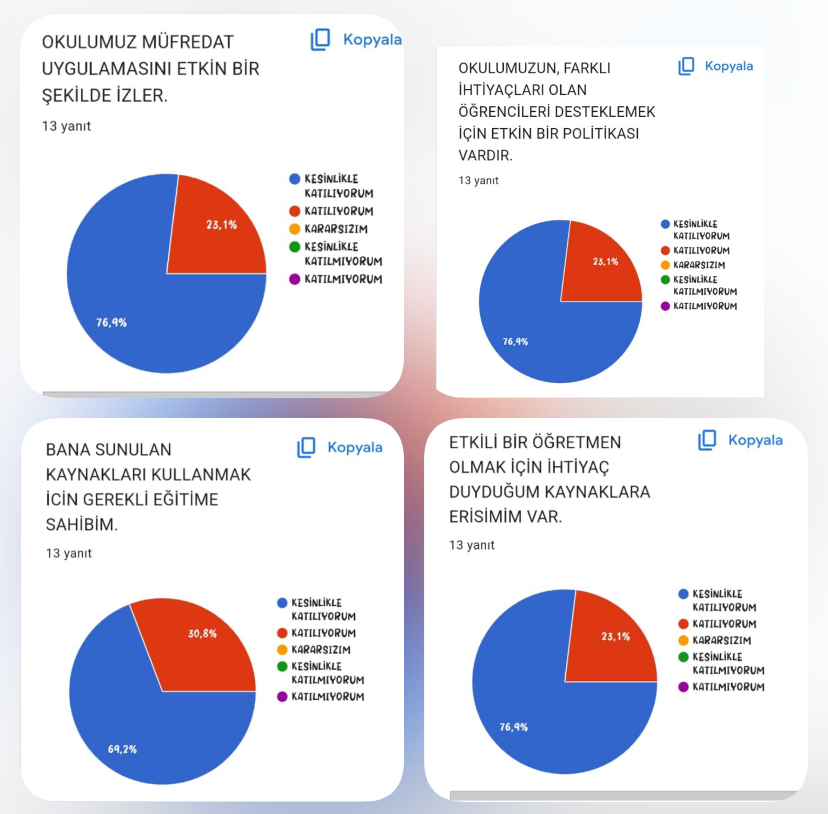 OKULUMUZ MÜFREDAT
UYGULAMASINI ETKİN BİR
ŞEKİLDE İZLER.
Kopyala
13 yanıt
KESİNLİKLE
KATILIYORUM
KATILIYORUM
KARARSIZIM
KESİNLİKLE
KATILMIYORUM
KATILMIYORUM
23,1%
76,9%
OKULUMUZUN, FARKLI
İHTİYAÇLARI OLAN
ÖĞRENCİLERİ DESTEKLEMEK
İÇİN ETKİN BİR POLİTİKASI
VARDIR.
Kopyala
13 yanıt
KESİNLİKLE
KATILIYORUM
KATILIYORUM
KARARSIZIM
KESİNLİKLE
KATILMIYORUM
KATILMIYORUM
23,1%
76,9%
BANA SUNULAN
KAYNAKLARI KULLANMAK
İCİN GEREKLİ EĞİTİME
SAHİBİM.
Kopyala
13 yanıt
KESİNLİKLE
KATILIYORUM
KATILIYORUM
KARARSIZIM
KESİNLİKLE
KATILMIYORUM
KATILMIYORUM
30,8%
69,2%
ETKİLİ BİR ÖĞRETMEN
OLMAK İÇİN İHTİYAÇ
DUYDUĞUM KAYNAKLARA
ERİSİMİM VAR.
Kopyala
13 yanıt
KESİNLİKLE
KATILIYORUM
KATILIYORUM
KARARSIZIM
KESİNLİKLE
KATILMIYORUM
KATILMIYORUM
23,1%
76,9%